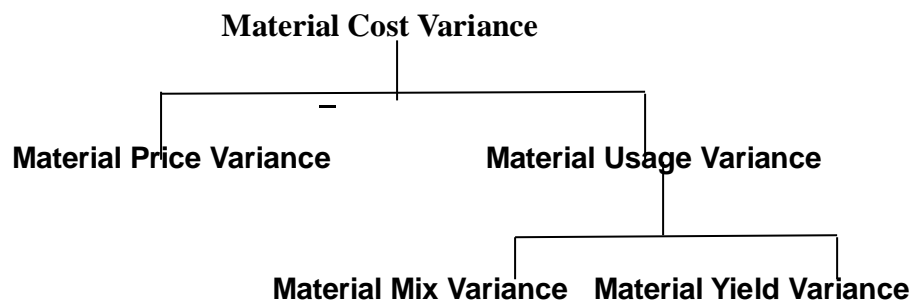 Material Cost Variance
Material Price Variance Material Usage Variance
Material Mix Variance Material Yield Variance